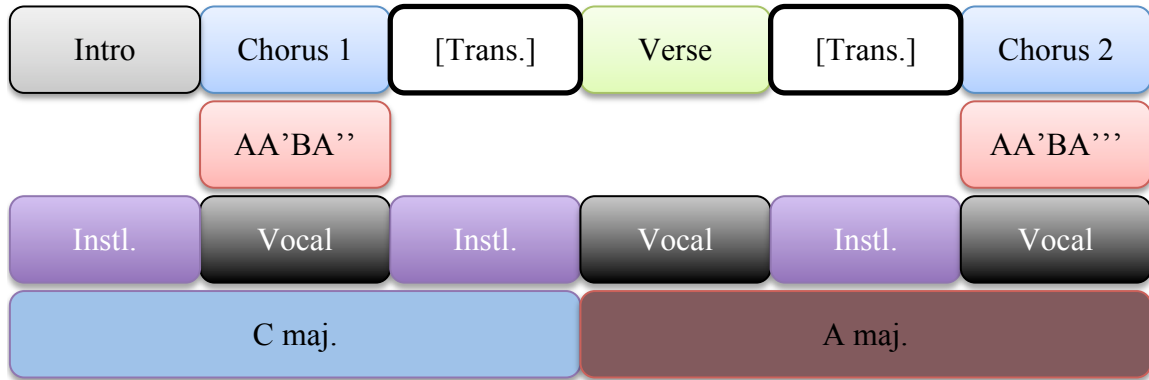 Intro Chorus 1 [Trans.] Verse [Trans.] Chorus 2
AA’BA’’ AA’BA’’’
Instl. Vocal Instl. Vocal Instl. Vocal
C maj. A maj.